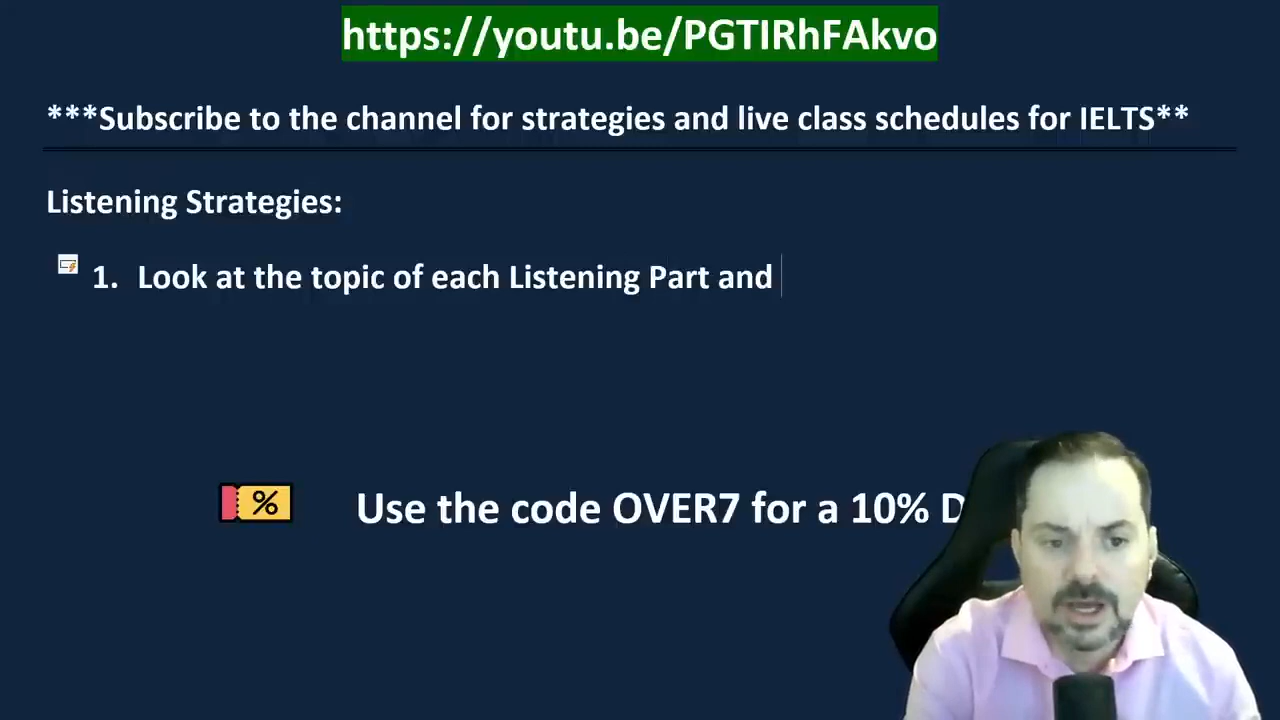 https://youtu.be/PGTIRhFAkvo
***Subscribe to the channel for strategies and live class schedules for IELTS**
Listening Strategies:
1. Look at the topic of each Listening Part and
%
Use the code OVER7 for a 10% D